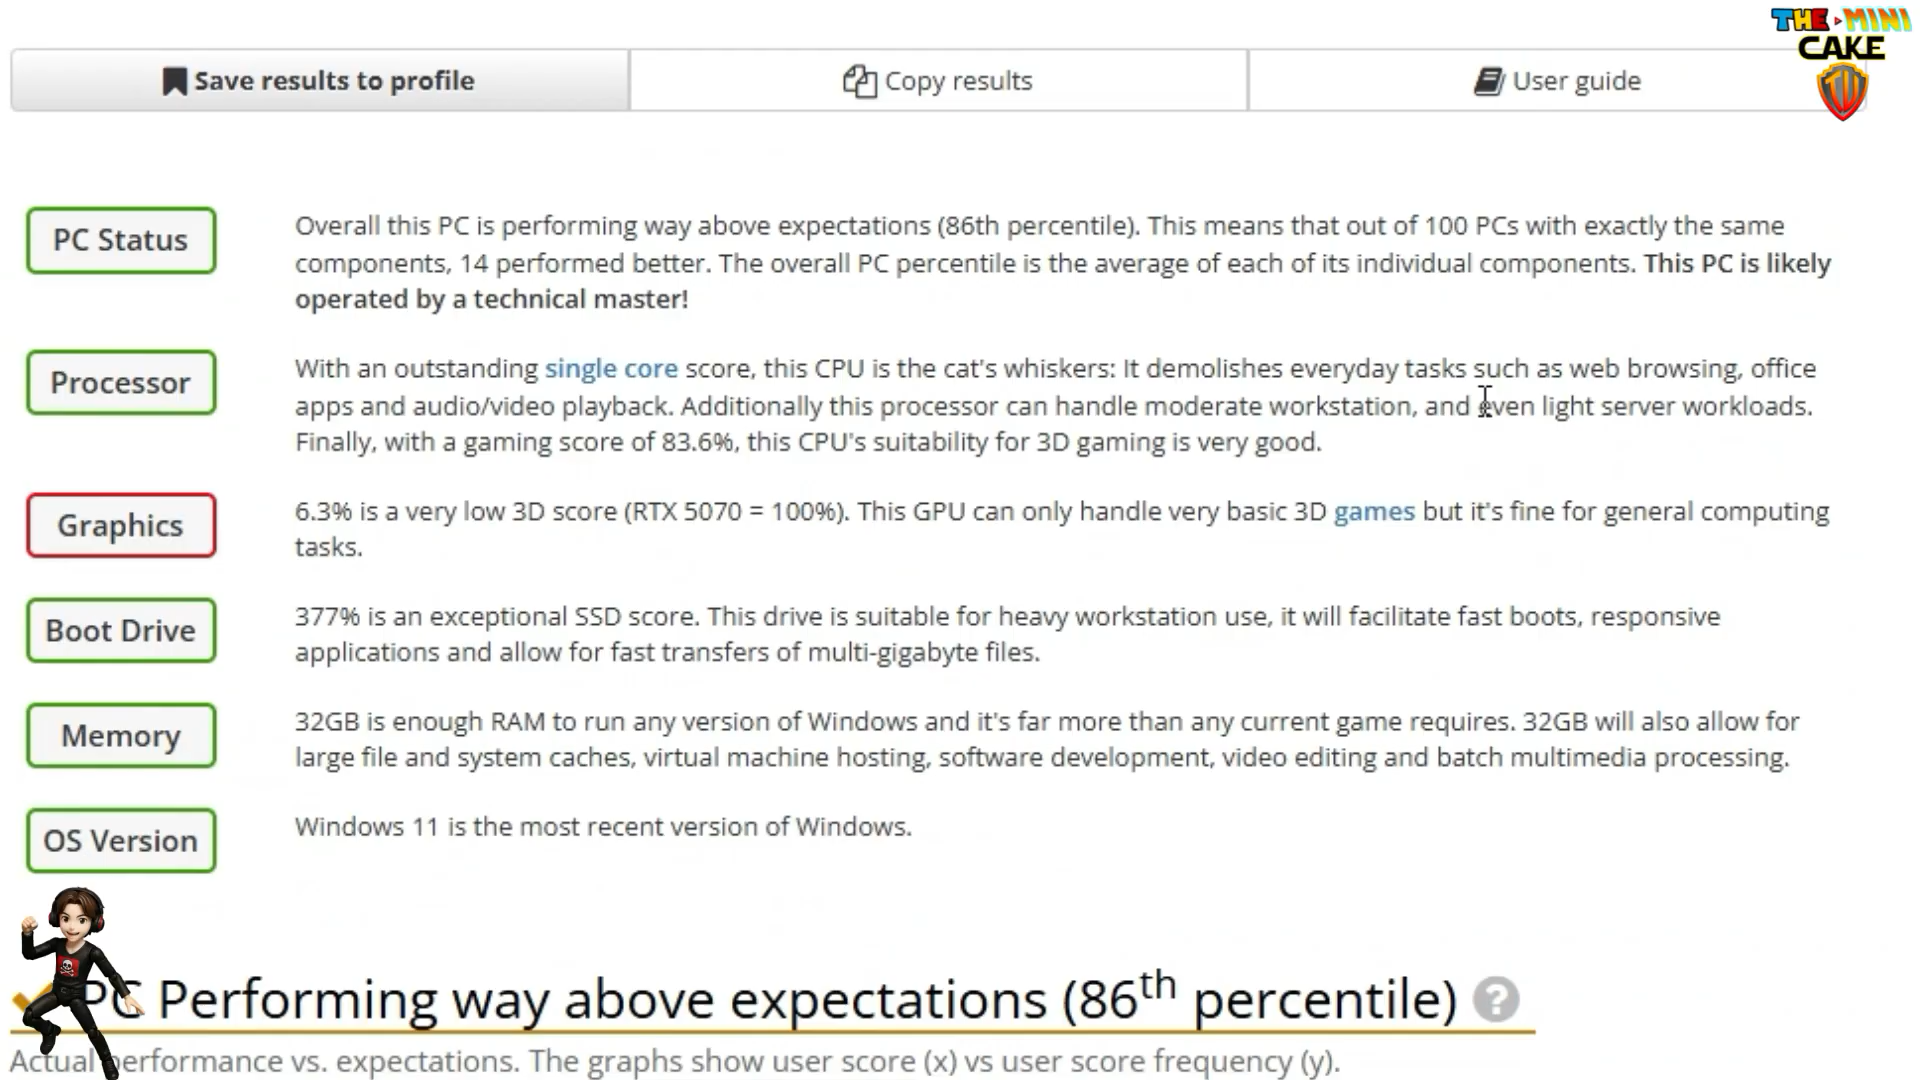 THE MINI
CAKE
Save results to profile
Copy results
User guide
PC Status
Overall this PC is performing way above expectations (86th percentile). This means that out of 100 PCs with exactly the same
components, 14 performed better. The overall PC percentile is the average of each of its individual components. This PC is likely
operated by a technical master!
Processor
With an outstanding single core score, this CPU is the cat's whiskers: It demolishes everyday tasks such as web browsing, office
apps and audio/video playback. Additionally this processor can handle moderate workstation, and even light server workloads.
Finally, with a gaming score of 83.6%, this CPU's suitability for 3D gaming is very good.
Graphics
6.3% is a very low 3D score (RTX 5070 = 100%). This GPU can only handle very basic 3D games but it's fine for general computing
tasks.
Boot Drive
377% is an exceptional SSD score. This drive is suitable for heavy workstation use, it will facilitate fast boots, responsive
applications and allow for fast transfers of multi-gigabyte files.
Memory
32GB is enough RAM to run any version of Windows and it's far more than any current game requires. 32GB will also allow for
large file and system caches, virtual machine hosting, software development, video editing and batch multimedia processing.
OS Version
Windows 11 is the most recent version of Windows.
PC Performing way above expectations (86th percentile) ?
Actual performance vs. expectations. The graphs show user score (x) vs user score frequency (y).